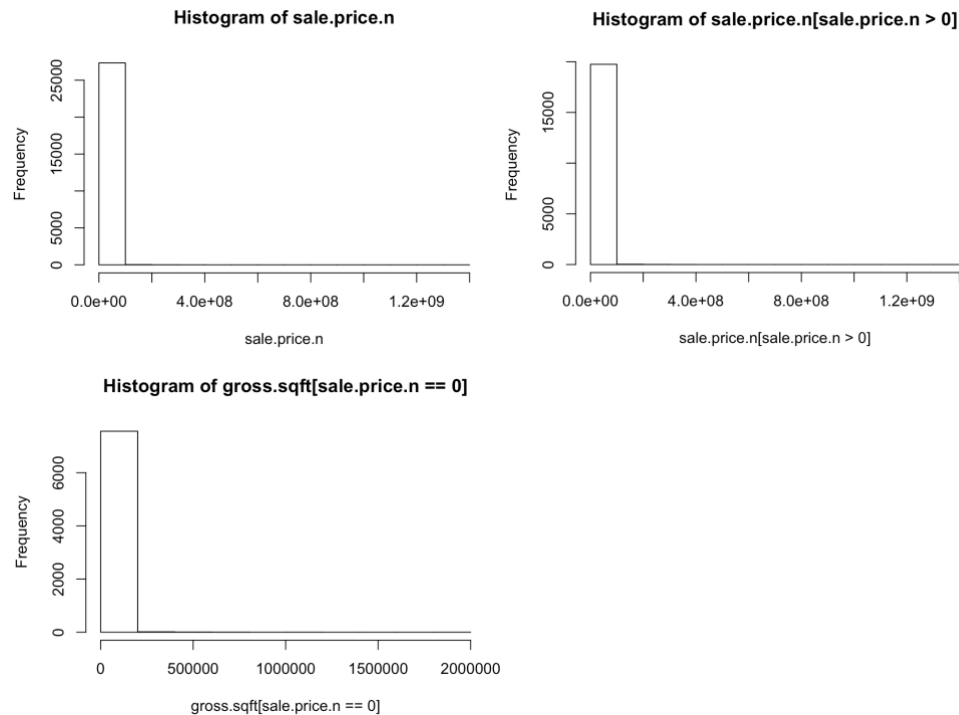 Histogram of sale.price.n
Frequency
25000
15000
5000
0
0.0e+00 4.0e+08 8.0e+08 1.2e+09
sale.price.n
Histogram of sale.price.n[sale.price.n > 0]
Frequency
15000
5000
0
0.0e+00 4.0e+08 8.0e+08 1.2e+09
sale.price.n[sale.price.n > 0]
Histogram of gross.sqft[sale.price.n == 0]
Frequency
6000
4000
2000
0
0 500000 1000000 1500000 2000000
gross.sqft[sale.price.n == 0]